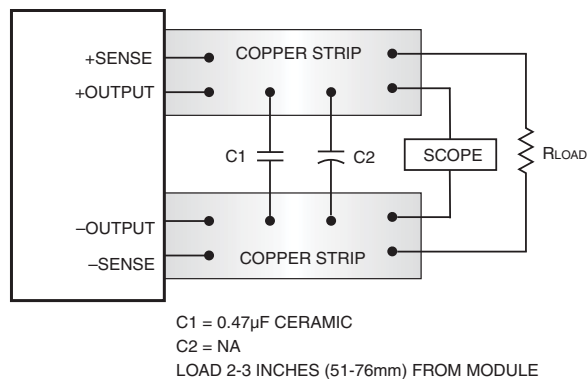 +SENSE
COPPER STRIP
+OUTPUT
C1
C2
SCOPE
RLOAD
–OUTPUT
–SENSE
COPPER STRIP
C1 = 0.47µF CERAMIC
C2 = NA
LOAD 2-3 INCHES (51-76mm) FROM MODULE